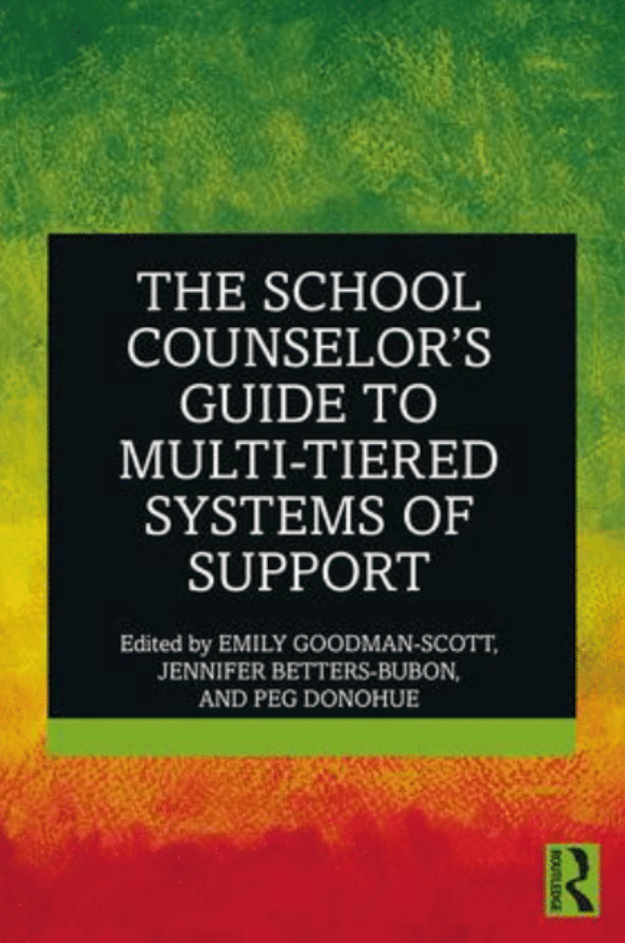 THE SCHOOL
COUNSELOR’S
GUIDE TO
MULTI-TIERED
SYSTEMS OF
SUPPORT
Edited by EMILY GOODMAN-SCOTT,
JENNIFER BETTERS-BUBON,
AND PEG DONOHUE
ROUTLEDGE